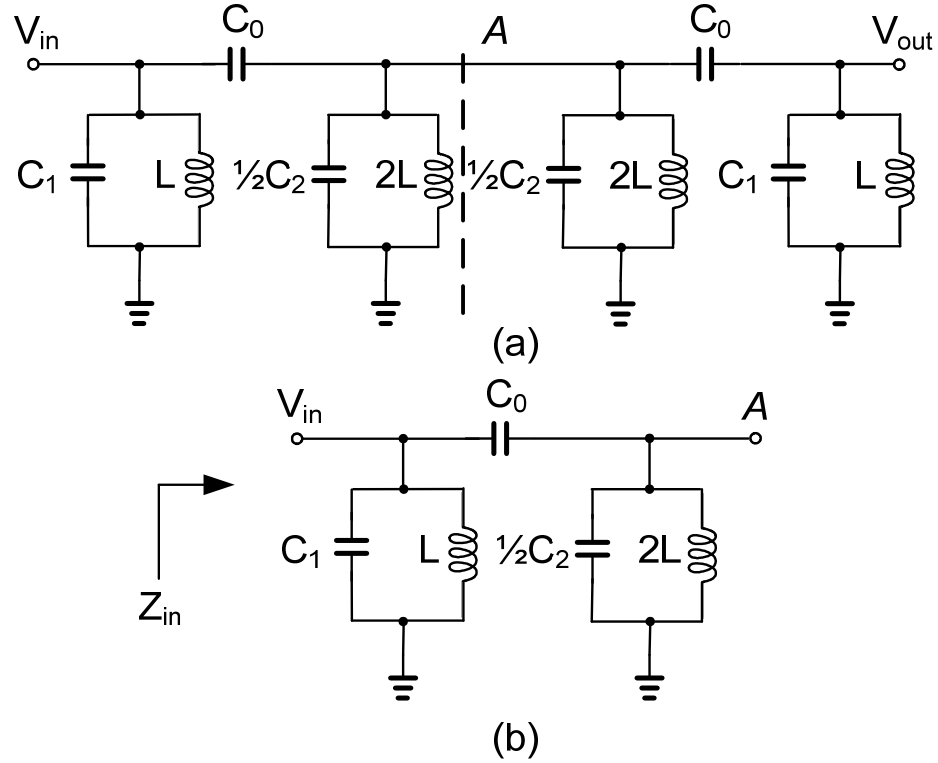 C₀ C₀
Vᵢₙ A Vₒᵤₜ
C₁ L ½C₂ 2L ½C₂ 2L C₁ L
(a)
C₀
Vᵢₙ A
C₁ L ½C₂ 2L
Zᵢₙ
(b)